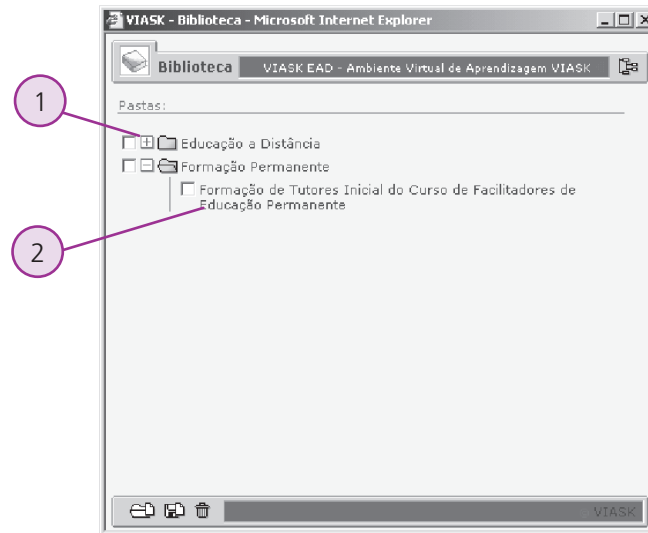 VIASK - Biblioteca - Microsoft Internet Explorer
Biblioteca VIASK EAD - Ambiente Virtual de Aprendizagem VIASK
1
Pastas:
Educação a Distância
Formação Permanente
Formação de Tutores Inicial do Curso de Facilitadores de
Educação Permanente
2
VIASK